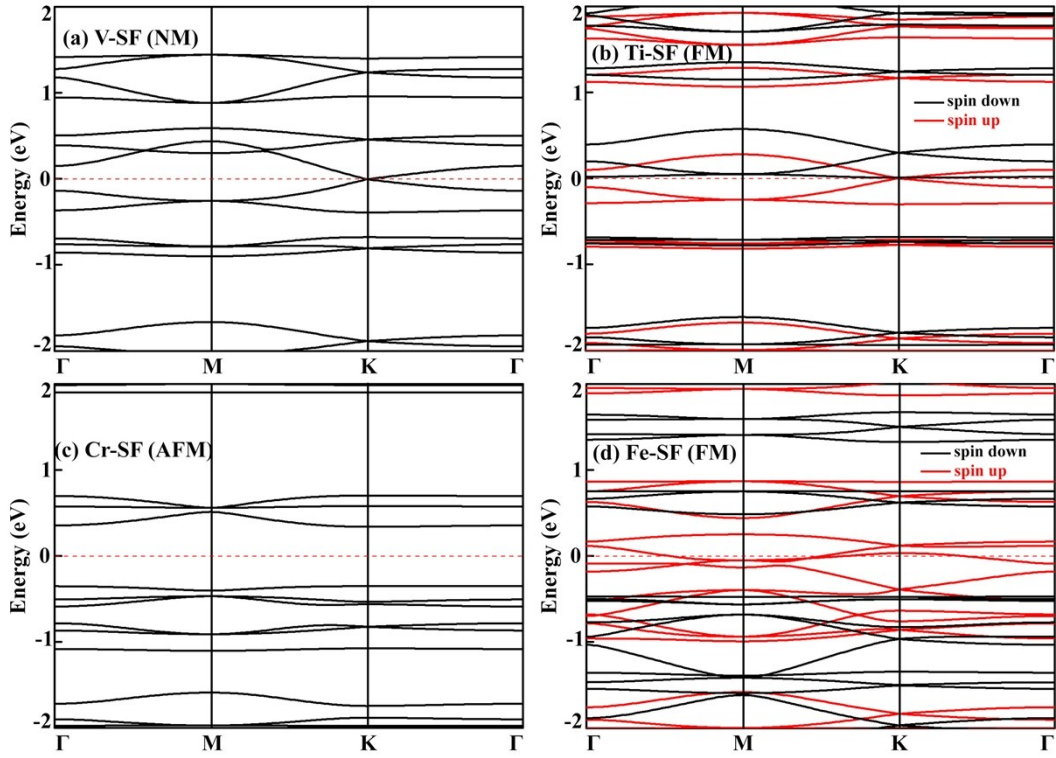 (a) V-SF (NM)
Energy (eV)
2
1
0
-1
-2
Γ M K Γ
(b) Ti-SF (FM)
spin down
spin up
Energy (eV)
2
1
0
-1
-2
Γ M K Γ
(c) Cr-SF (AFM)
Energy (eV)
2
1
0
-1
-2
Γ M K Γ
(d) Fe-SF (FM)
spin down
spin up
Energy (eV)
2
1
0
-1
-2
Γ M K Γ